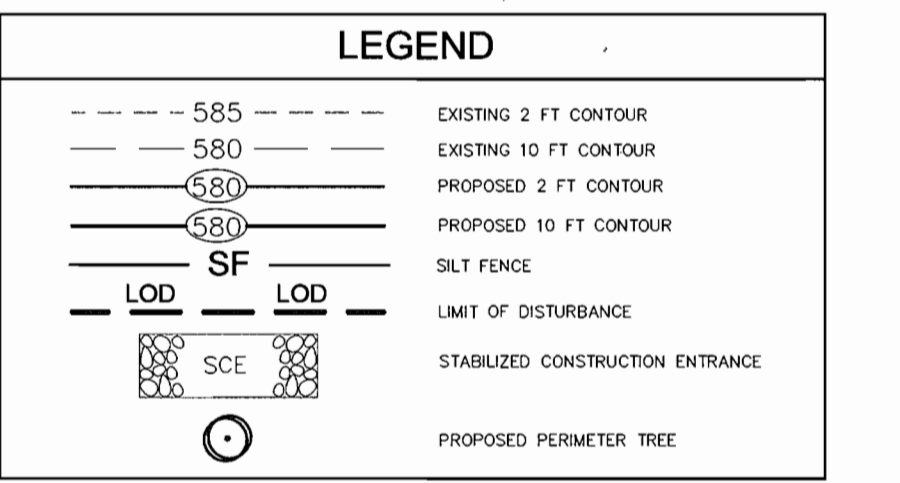 LEGEND
585 EXISTING 2 FT CONTOUR
580 EXISTING 10 FT CONTOUR
580 PROPOSED 2 FT CONTOUR
580 PROPOSED 10 FT CONTOUR
SF SILT FENCE
LOD LOD LIMIT OF DISTURBANCE
SCE STABILIZED CONSTRUCTION ENTRANCE
PROPOSED PERIMETER TREE